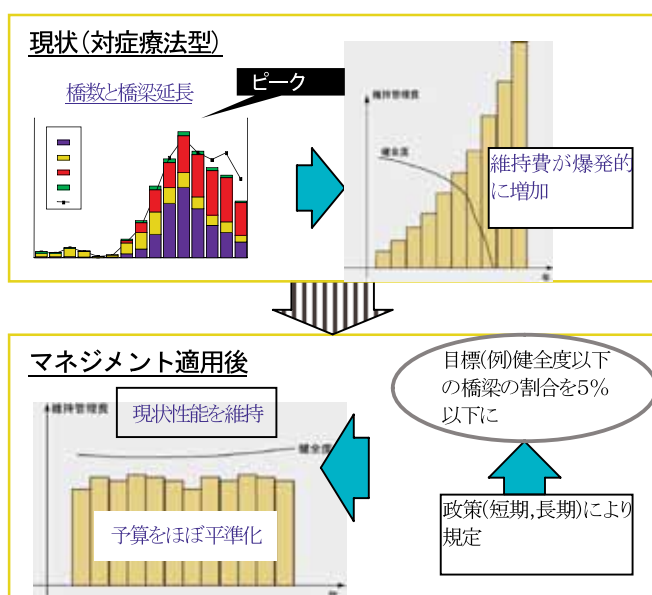 現状(対症療法型)
橋数と橋梁延長
ピーク
維持管理費
健全度
維持費が爆発的
に増加
年
マネジメント適用後
維持管理費
現状性能を維持
健全度
予算をほぼ平準化
目標(例)健全度以下
の橋梁の割合を5%
以下に
政策(短期,長期)により
規定